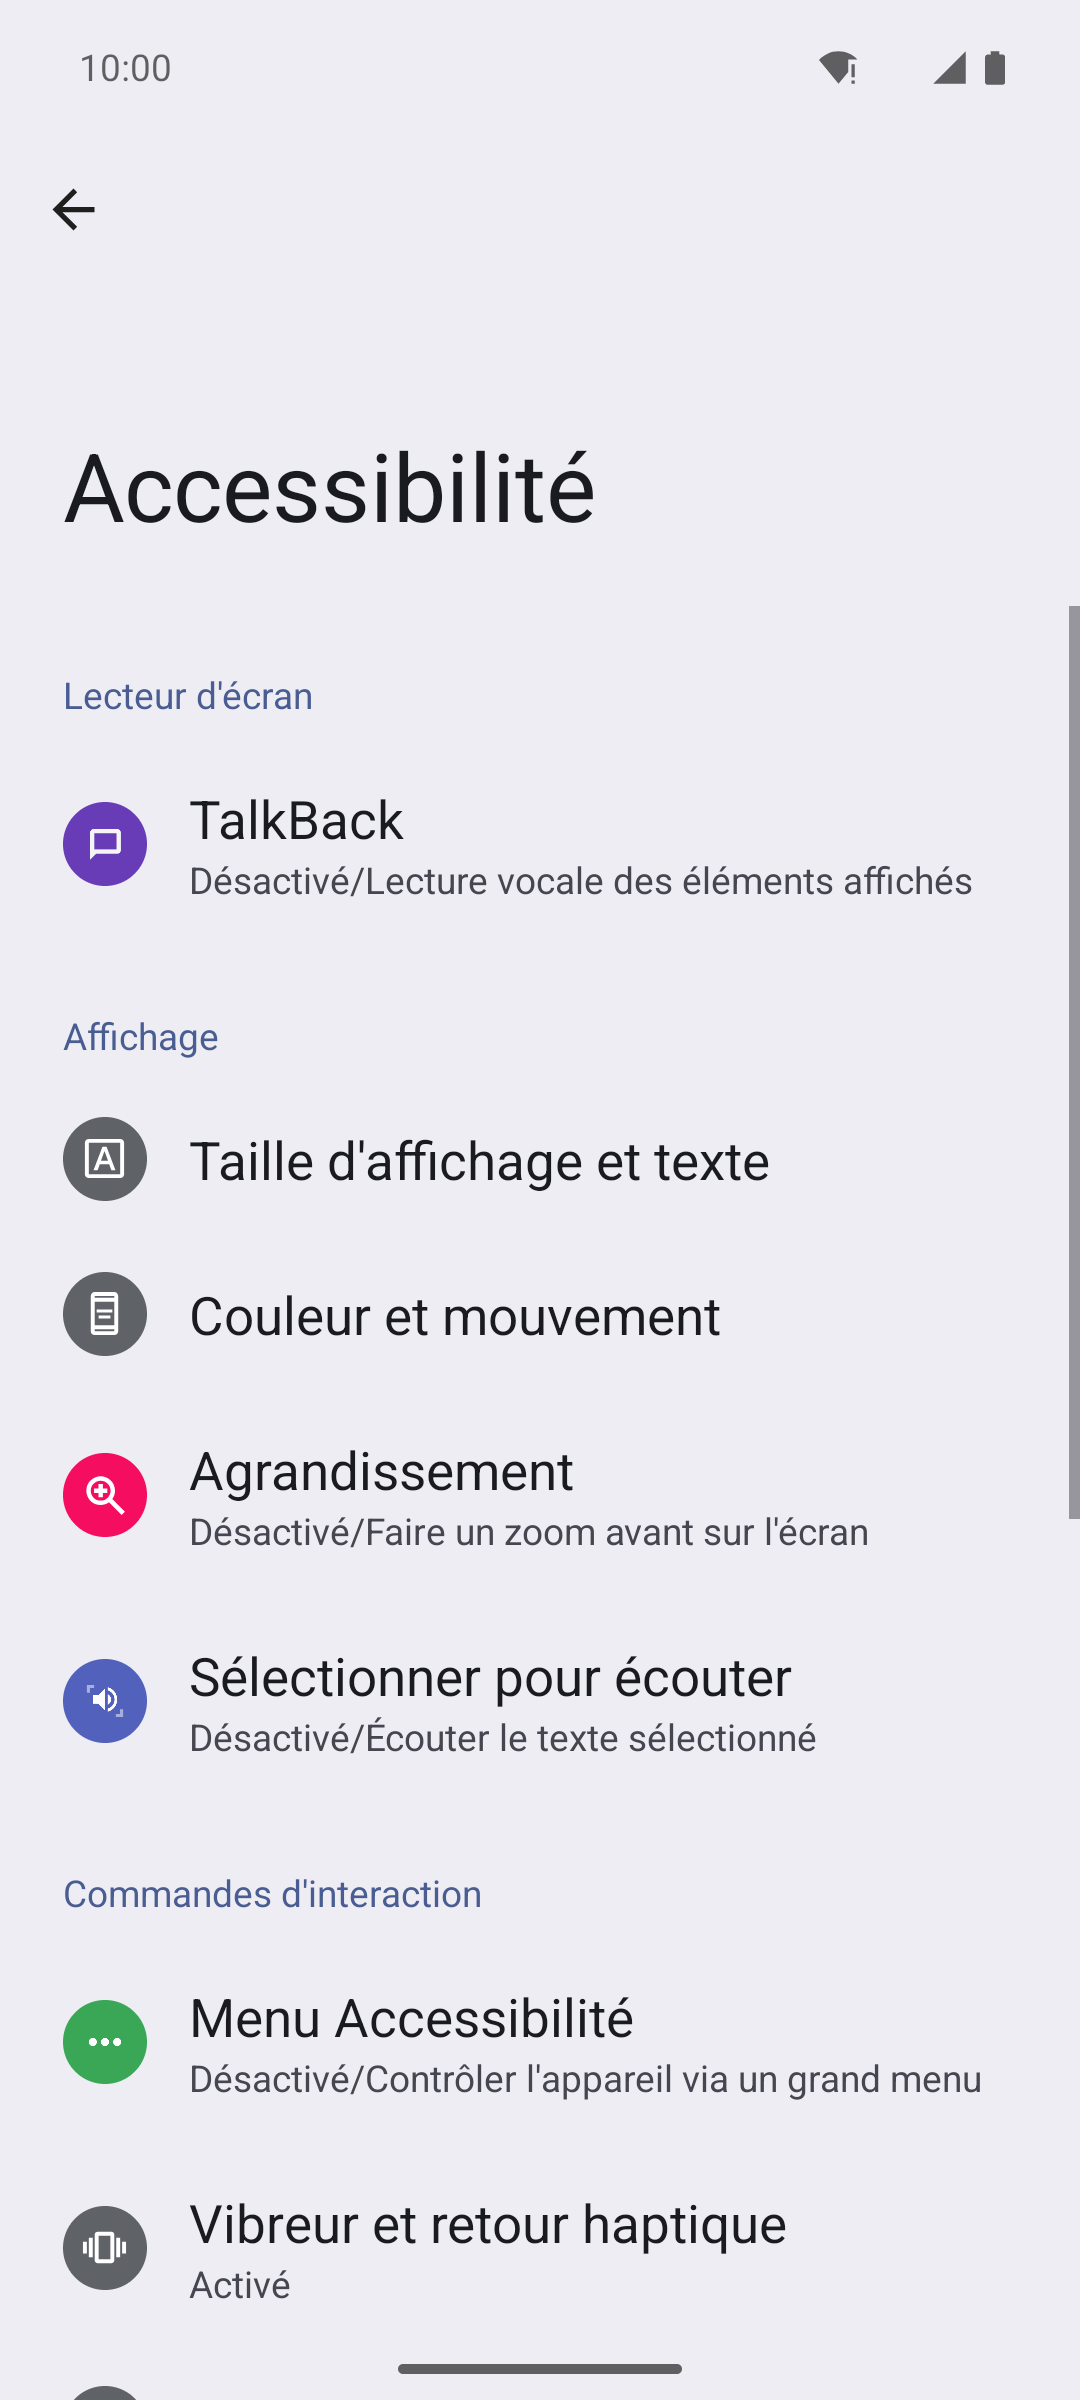 10:00
Accessibilité
Lecteur d'écran
TalkBack
Désactivé/Lecture vocale des éléments affichés
Affichage
Taille d'affichage et texte
Couleur et mouvement
Agrandissement
Désactivé/Faire un zoom avant sur l'écran
Sélectionner pour écouter
Désactivé/Écouter le texte sélectionné
Commandes d'interaction
Menu Accessibilité
Désactivé/Contrôler l'appareil via un grand menu
Vibreur et retour haptique
Activé